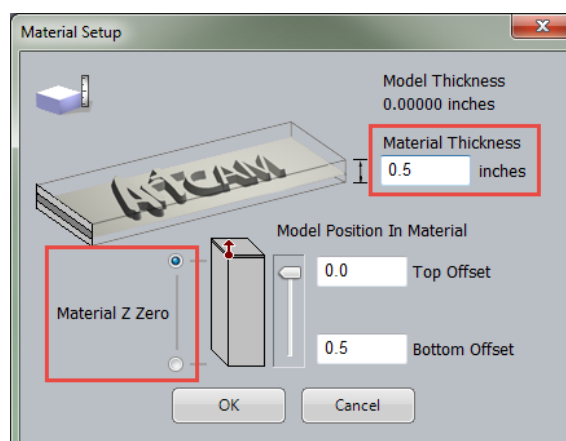 Material Setup
Model Thickness
0.00000 inches
Material Thickness
0.5 inches
ArtCAM
Model Position In Material
0.0 Top Offset
Material Z Zero
0.5 Bottom Offset
OK Cancel